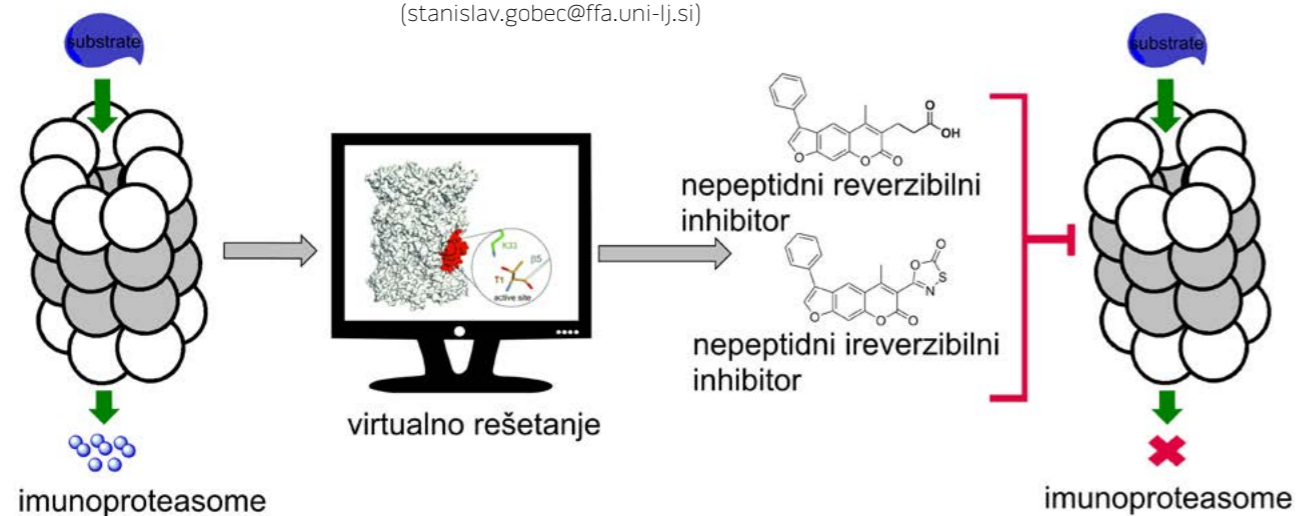 (stanislav.gobec@ffa.uni-lj.si)
substrate
imunoproteasome
K33
β5
T1
active site
virtualno rešetanje
O
OH
O
O
O
nepeptidni reverzibilni
inhibitor
O
O
S
N
O
O
O
nepeptidni ireverzibilni
inhibitor
substrate
imunoproteasome